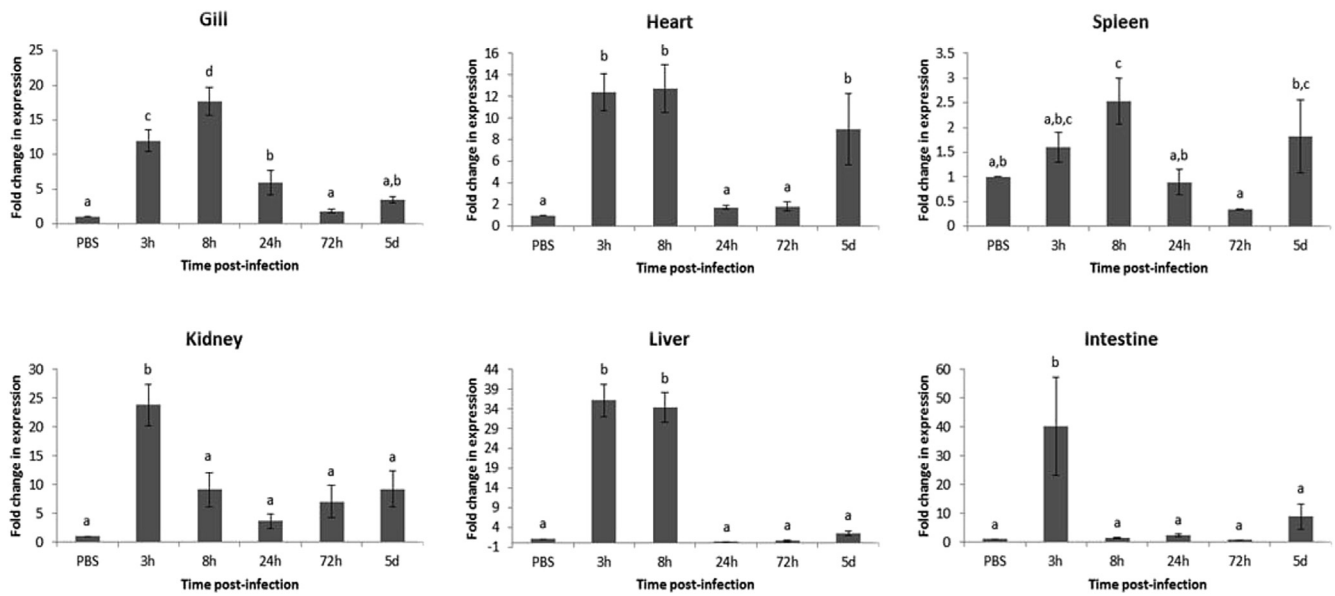 Gill
Fold change in expression
25
20
15
10
5
0
a
c
d
b
a
a,b
PBS 3h 8h 24h 72h 5d
Time post-infection
Heart
Fold change in expression
16
14
12
10
8
6
4
2
0
a
b
b
a
a
b
PBS 3h 8h 24h 72h 5d
Time post-infection
Spleen
Fold change in expression
3.5
3
2.5
2
1.5
1
0.5
0
a,b
a,b,c
c
a,b
a
b,c
PBS 3h 8h 24h 72h 5d
Time post-infection
Kidney
Fold change in expression
30
25
20
15
10
5
0
a
b
a
a
a
a
PBS 3h 8h 24h 72h 5d
Time post-infection
Liver
Fold change in expression
44
39
34
29
24
19
14
9
4
-1
a
b
b
a
a
a
PBS 3h 8h 24h 72h 5d
Time post-infection
Intestine
Fold change in expression
60
50
40
30
20
10
0
a
b
a
a
a
a
PBS 3h 8h 24h 72h 5d
Time post-infection